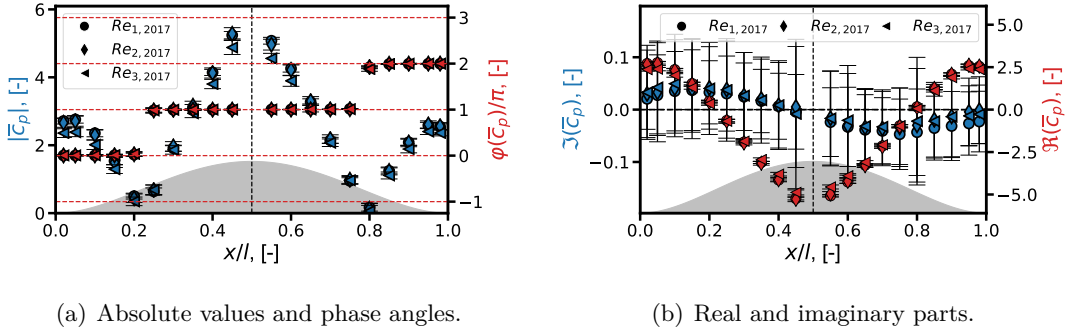 6
4
2
0
|c̅p|, [-]
Re1,2017
Re2,2017
Re3,2017
3
2
1
0
−1
φ(c̅p)/π, [-]
0.0 0.2 0.4 0.6 0.8 1.0
x/l, [-]
(a) Absolute values and phase angles.
0.1
0.0
−0.1
ℑ(c̅p), [-]
Re1,2017 Re2,2017 Re3,2017
5.0
2.5
0.0
−2.5
−5.0
ℜ(c̅p), [-]
0.0 0.2 0.4 0.6 0.8 1.0
x/l, [-]
(b) Real and imaginary parts.